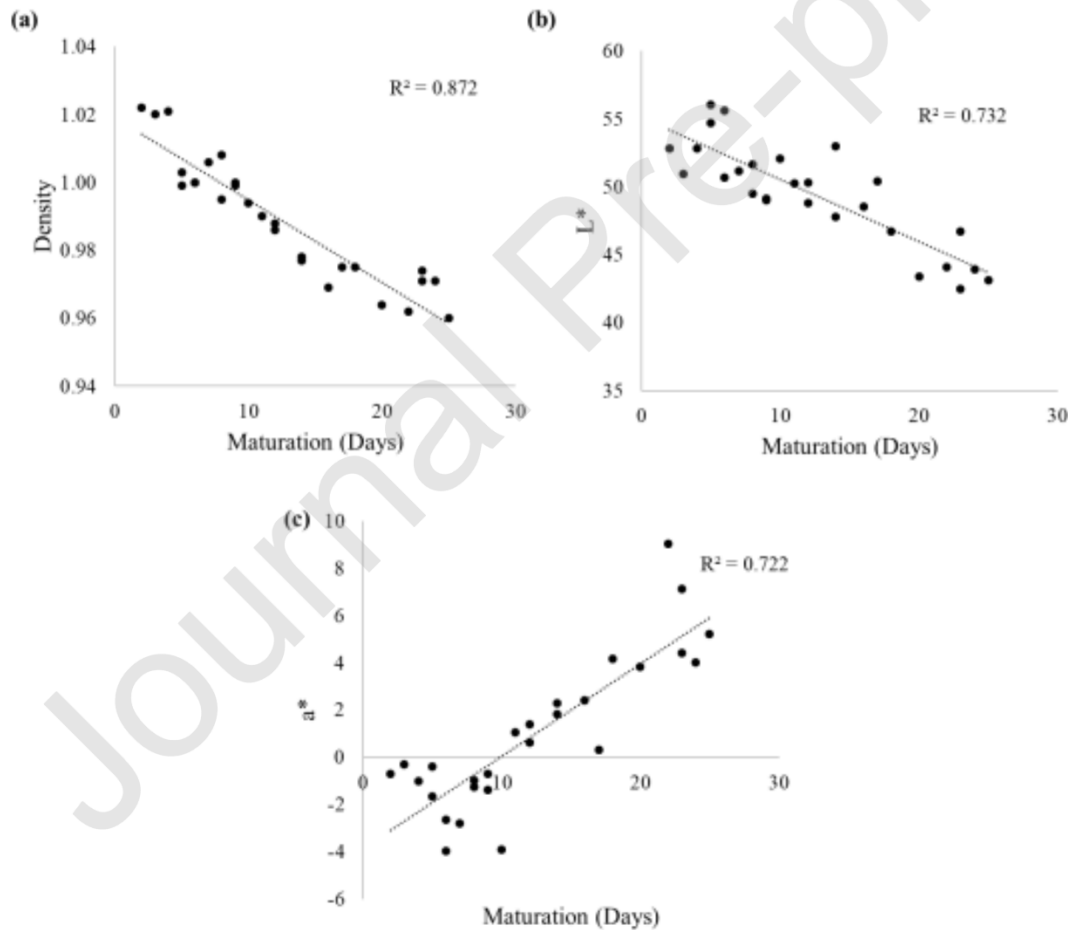 (a)
1.04
1.02
1.00
0.98
0.96
0.94
Density
R² = 0.872
0 10 20 30
Maturation (Days)
(b)
60
55
50
45
40
35
L*
R² = 0.732
0 10 20 30
Maturation (Days)
(c)
10
8
6
4
2
0
-2
-4
-6
a*
R² = 0.722
0 10 20 30
Maturation (Days)
Journal Pre-p